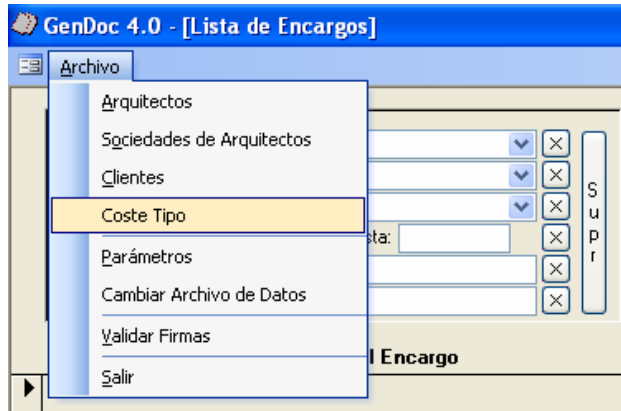 GenDoc 4.0 - [Lista de Encargos]
Archivo
Arquitectos
Sociedades de Arquitectos
Clientes
Coste Tipo
sta:
Parámetros
Cambiar Archivo de Datos
Validar Firmas
l Encargo
Salir
Supr